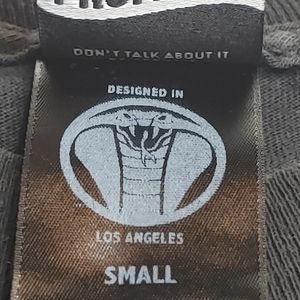 DON'T TALK ABOUT IT
DESIGNED IN
LOS ANGELES
SMALL